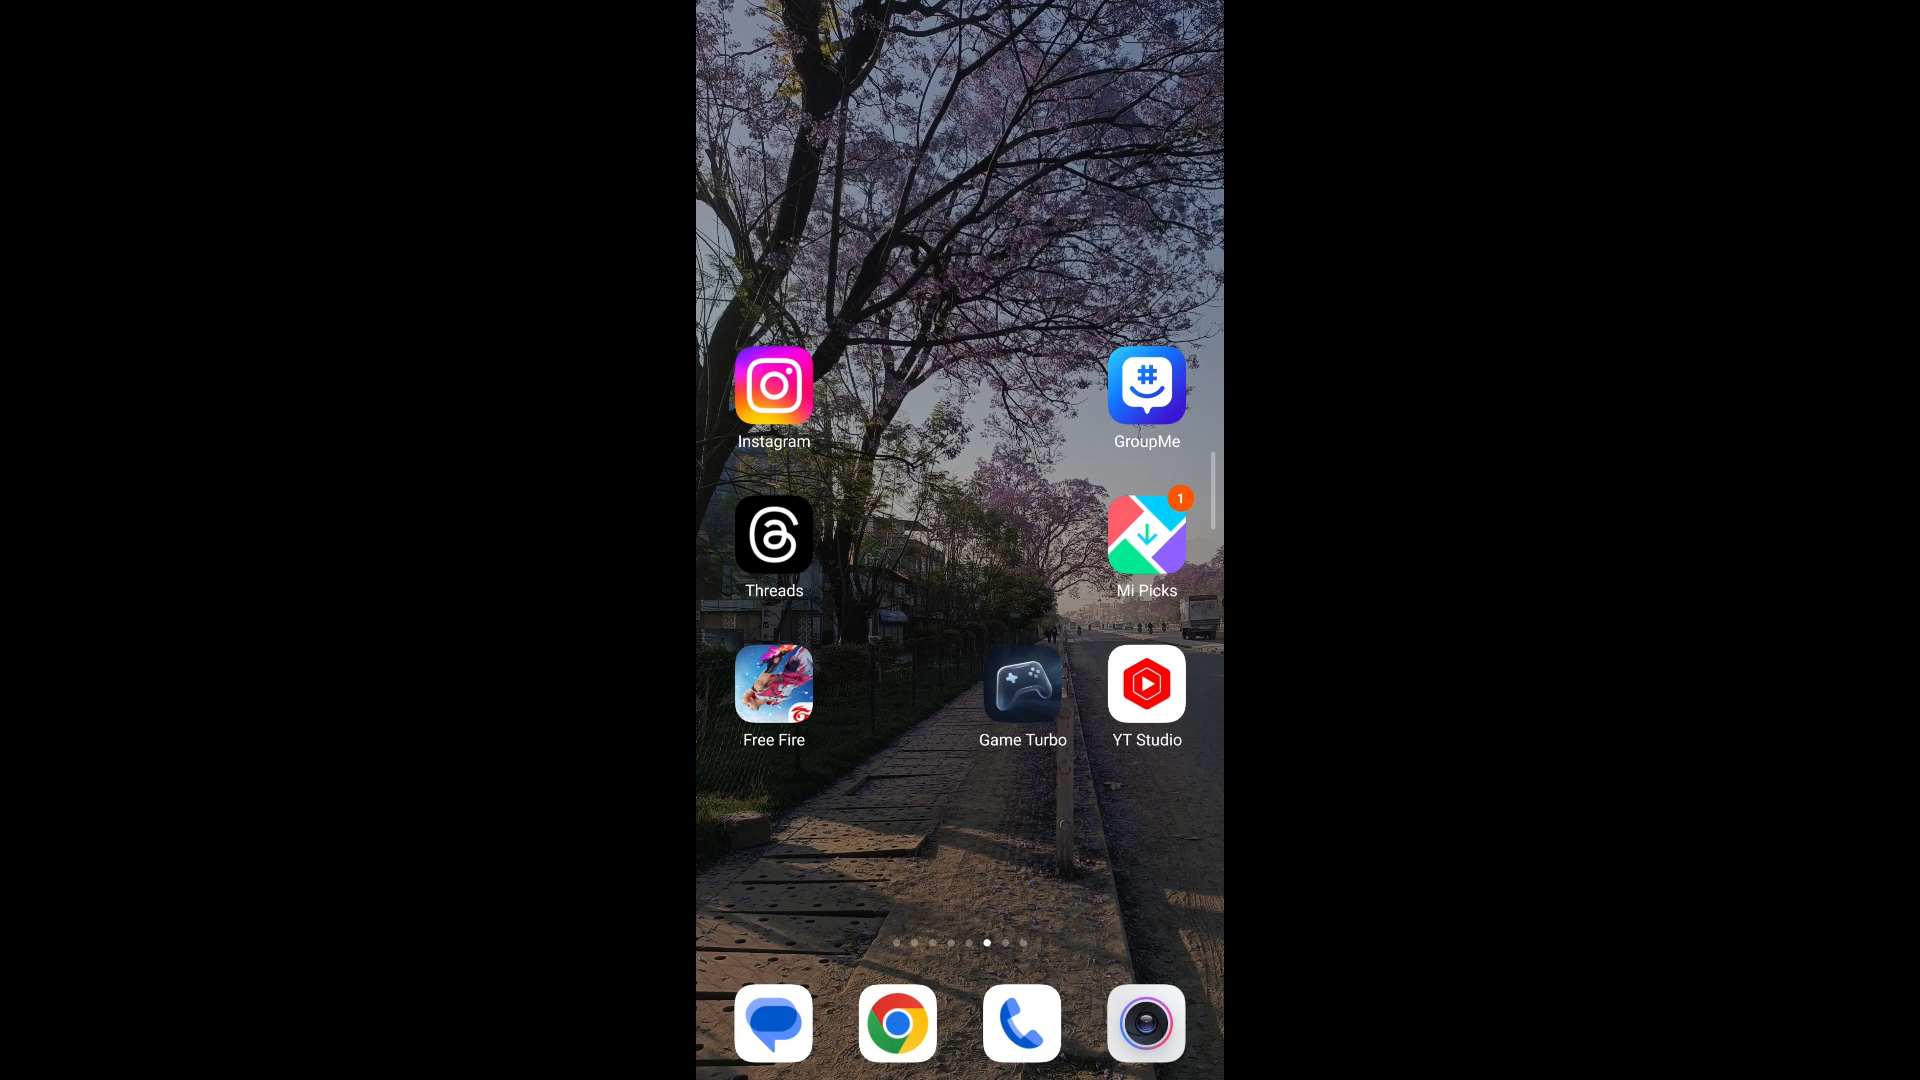 Instagram
GroupMe
1
Threads
Mi Picks
Free Fire
Game Turbo
YT Studio